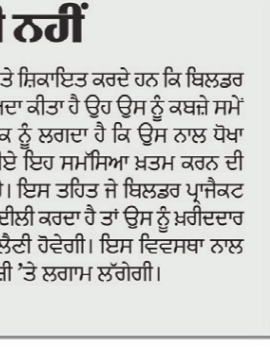 ਨਹੀਂ
ਤੇ ਸ਼ਿਕਾਇਤ ਕਰਦੇ ਹਨ ਕਿ ਬਿਲਡਰ
ਦਾ ਕੀਤਾ ਹੈ ਉਹ ਉਸ ਨੂੰ ਕਬਜ਼ੇ ਸਮੇਂ
ਕ ਨੂੰ ਲਗਦਾ ਹੈ ਕਿ ਉਸ ਨਾਲ ਧੋਖਾ
ਏ ਇਹ ਸਮੱਸਿਆ ਖ਼ਤਮ ਕਰਨ ਦੀ
ਇਸ ਤਹਿਤ ਜੇ ਬਿਲਡਰ ਪ੍ਰਾਜੈਕਟ
ਦੀਲੀ ਕਰਦਾ ਹੈ ਤਾਂ ਉਸ ਨੂੰ ਖ਼ਰੀਦਦਾਰ
ਲੈਣੀ ਹੋਵੇਗੀ। ਇਸ ਵਿਵਸਥਾ ਨਾਲ
ਸ਼ੀ 'ਤੇ ਲਗਾਮ ਲੱਗੇਗੀ।